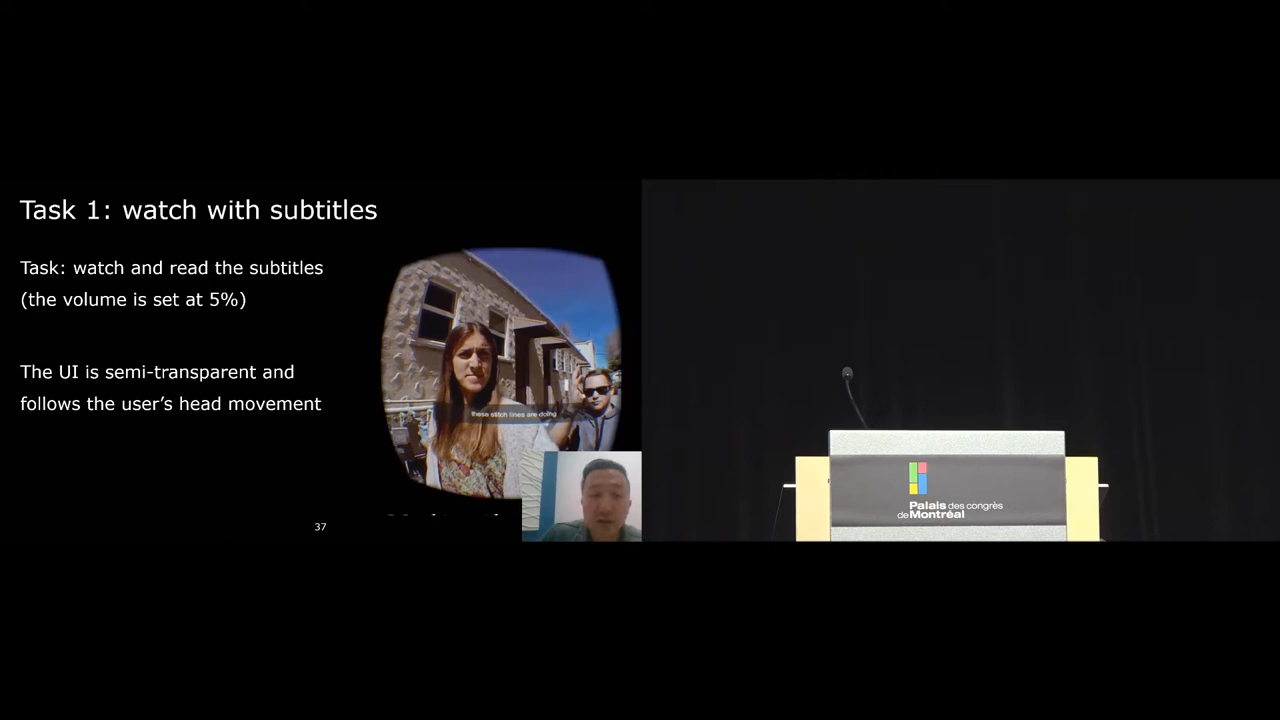 Task 1: watch with subtitles
Task: watch and read the subtitles
(the volume is set at 5%)
The UI is semi-transparent and
follows the user's head movement
these stitch lines are doing
37
Palais des congrès
de Montréal